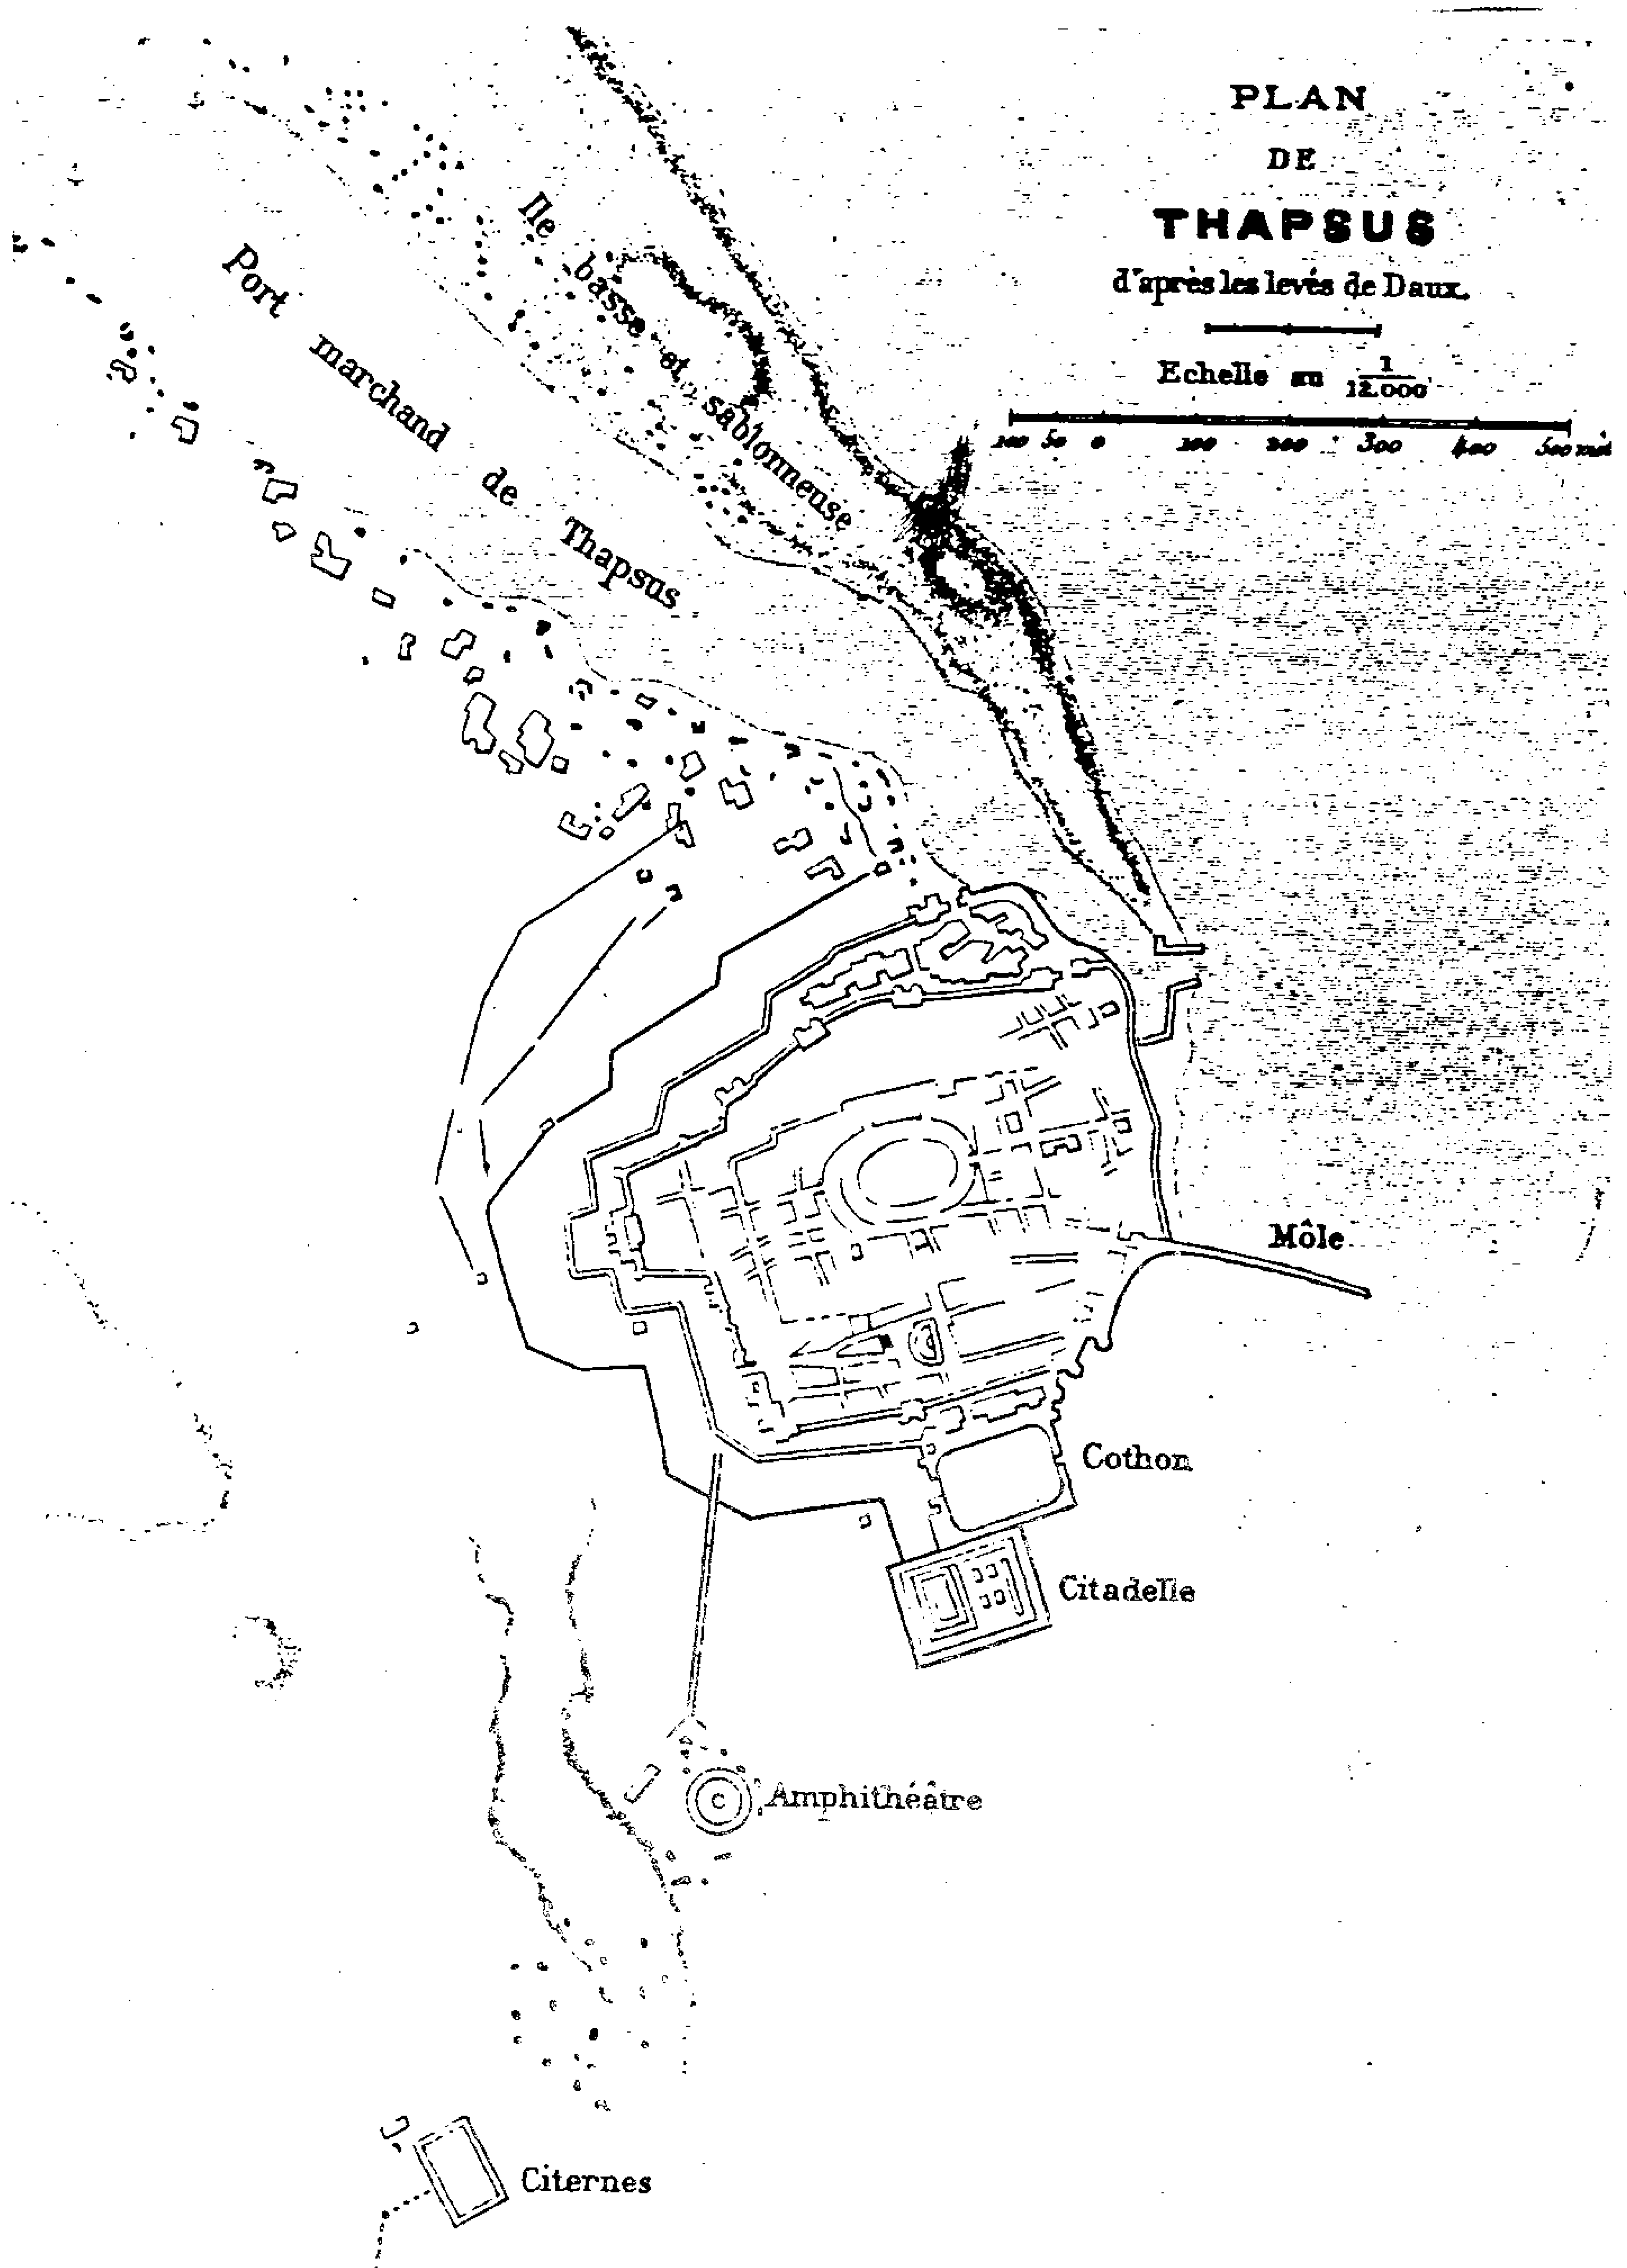 PLAN
DE
THAPSUS
d'après les levés de Daux.
Echelle au 1/12.000
100 50 0 100 200 300 400 500 mèt
Ile basse et sablonneuse
Port marchand de Thapsus
Môle
Cothon
Citadelle
Amphithéâtre
C
Citernes